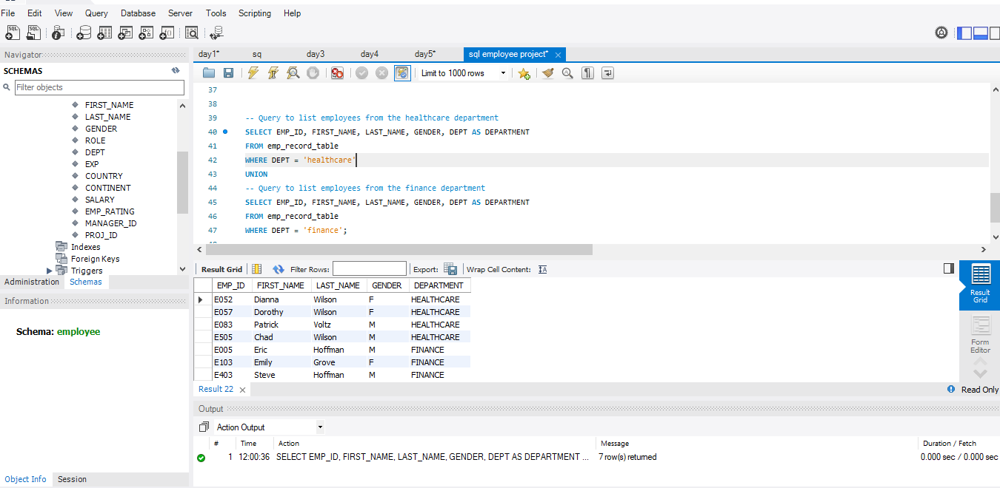 File Edit View Query Database Server Tools Scripting Help
Navigator
SCHEMAS
Filter objects
FIRST_NAME
LAST_NAME
GENDER
ROLE
DEPT
EXP
COUNTRY
CONTINENT
SALARY
EMP_RATING
MANAGER_ID
PROJ_ID
Indexes
Foreign Keys
Triggers
Administration Schemas
Information
Schema: employee
Object Info Session
day1* sq day3 day4 day5* sql employee project*
Limit to 1000 rows
37
38
39 -- Query to list employees from the healthcare department
40 SELECT EMP_ID, FIRST_NAME, LAST_NAME, GENDER, DEPT AS DEPARTMENT
41 FROM emp_record_table
42 WHERE DEPT = 'healthcare'
43 UNION
44 -- Query to list employees from the finance department
45 SELECT EMP_ID, FIRST_NAME, LAST_NAME, GENDER, DEPT AS DEPARTMENT
46 FROM emp_record_table
47 WHERE DEPT = 'finance';
Result Grid Filter Rows: Export: Wrap Cell Content:
EMP_ID FIRST_NAME LAST_NAME GENDER DEPARTMENT
E052 Dianna Wilson F HEALTHCARE
E057 Dorothy Wilson F HEALTHCARE
E083 Patrick Voltz M HEALTHCARE
E505 Chad Wilson M HEALTHCARE
E005 Eric Hoffman M FINANCE
E103 Emily Grove F FINANCE
E403 Steve Hoffman M FINANCE
Result Grid
Form Editor
Result 22
Read Only
Output
Action Output
# Time Action Message Duration / Fetch
1 12:00:36 SELECT EMP_ID, FIRST_NAME, LAST_NAME, GENDER, DEPT AS DEPARTMENT ... 7 row(s) returned 0.000 sec / 0.000 sec